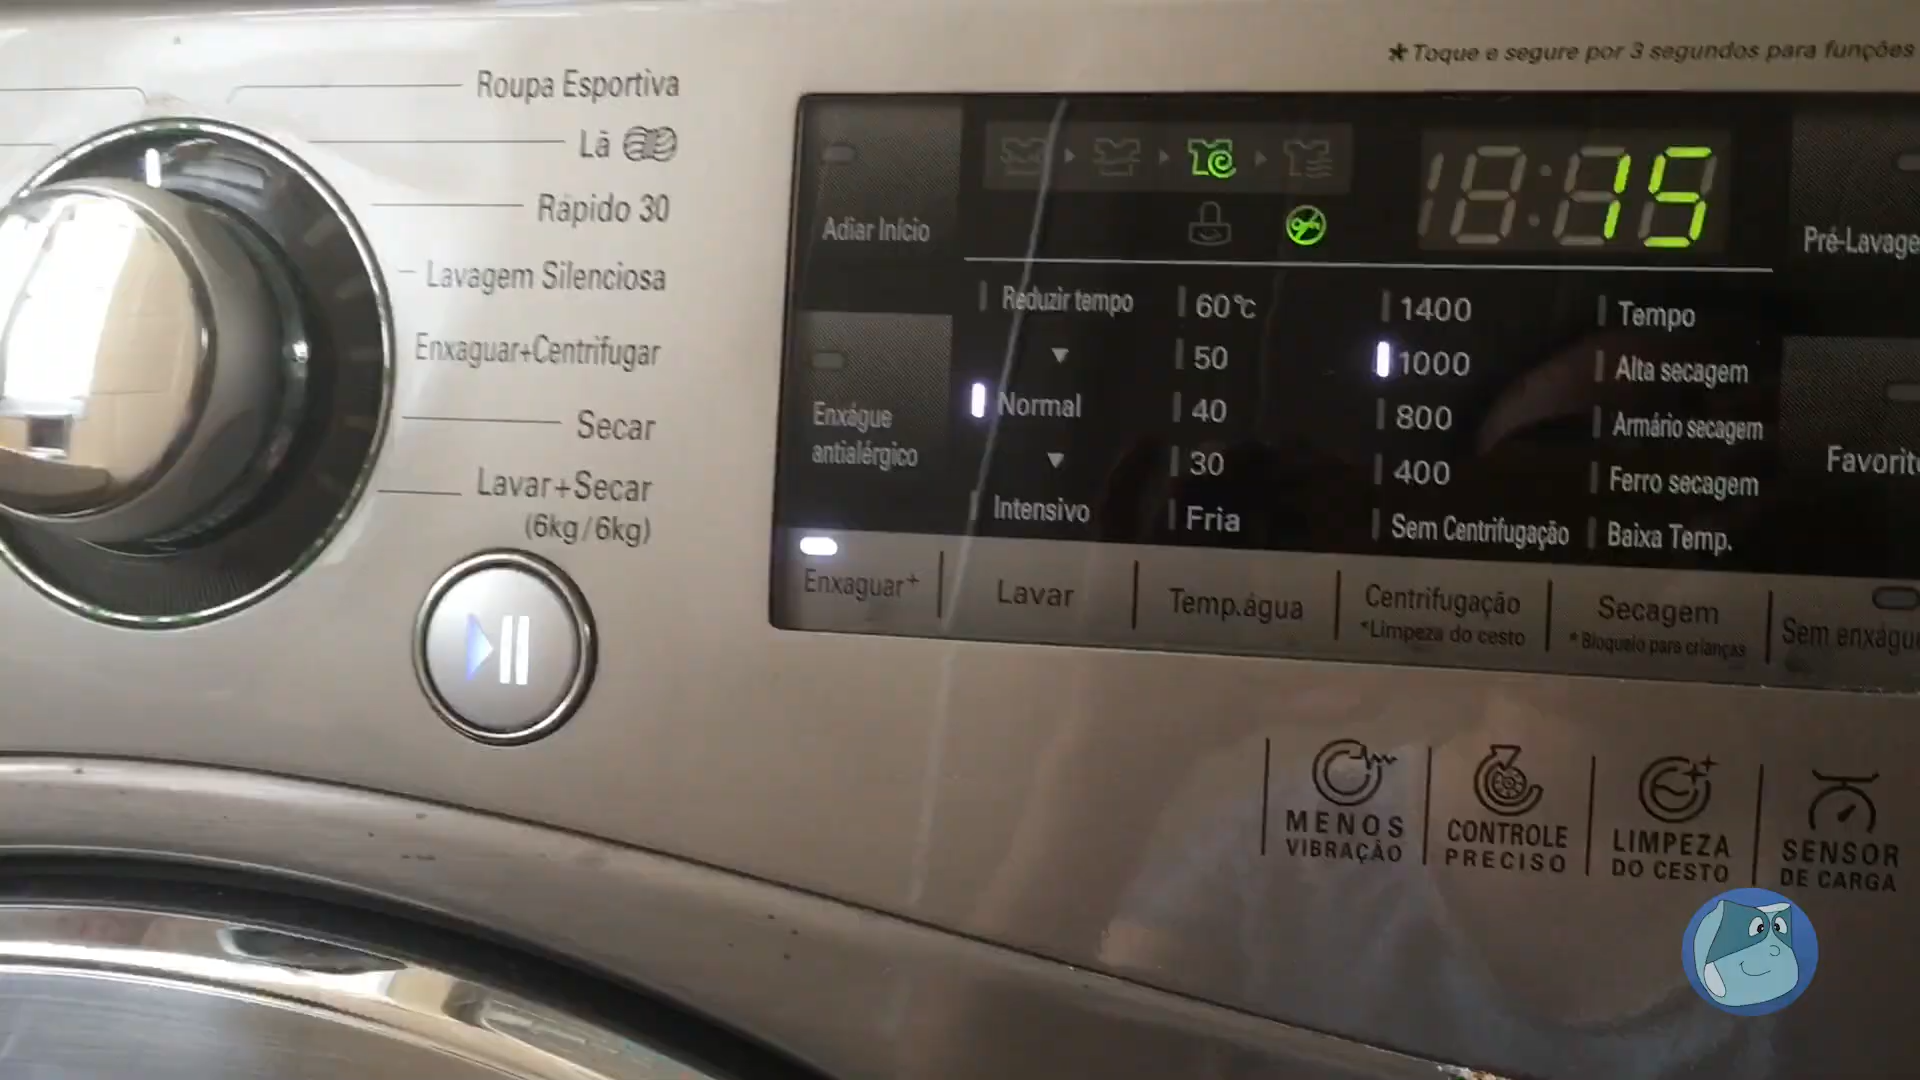 Roupa Esportiva
Lã
Rápido 30
Lavagem Silenciosa
Enxaguar+Centrifugar
Secar
Lavar+Secar
(6kg/6kg)
*Toque e segure por 3 segundos para funções
Adiar Início
15
Pré-Lavage
Reduzir tempo
60°C
1400
Tempo
50
1000
Alta secagem
Normal
40
800
Armário secagem
Enxágue
antialérgico
30
400
Ferro secagem
Favorito
Intensivo
Fria
Sem Centrifugação
Baixa Temp.
Enxaguar+
Lavar
Temp.água
Centrifugação
*Limpeza do cesto
Secagem
*Bloqueio para crianças
Sem enxágue
MENOS
VIBRAÇÃO
CONTROLE
PRECISO
LIMPEZA
DO CESTO
SENSOR
DE CARGA